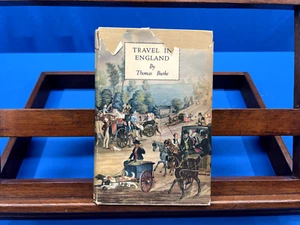 TRAVEL IN
ENGLAND
By
Thomas Burke